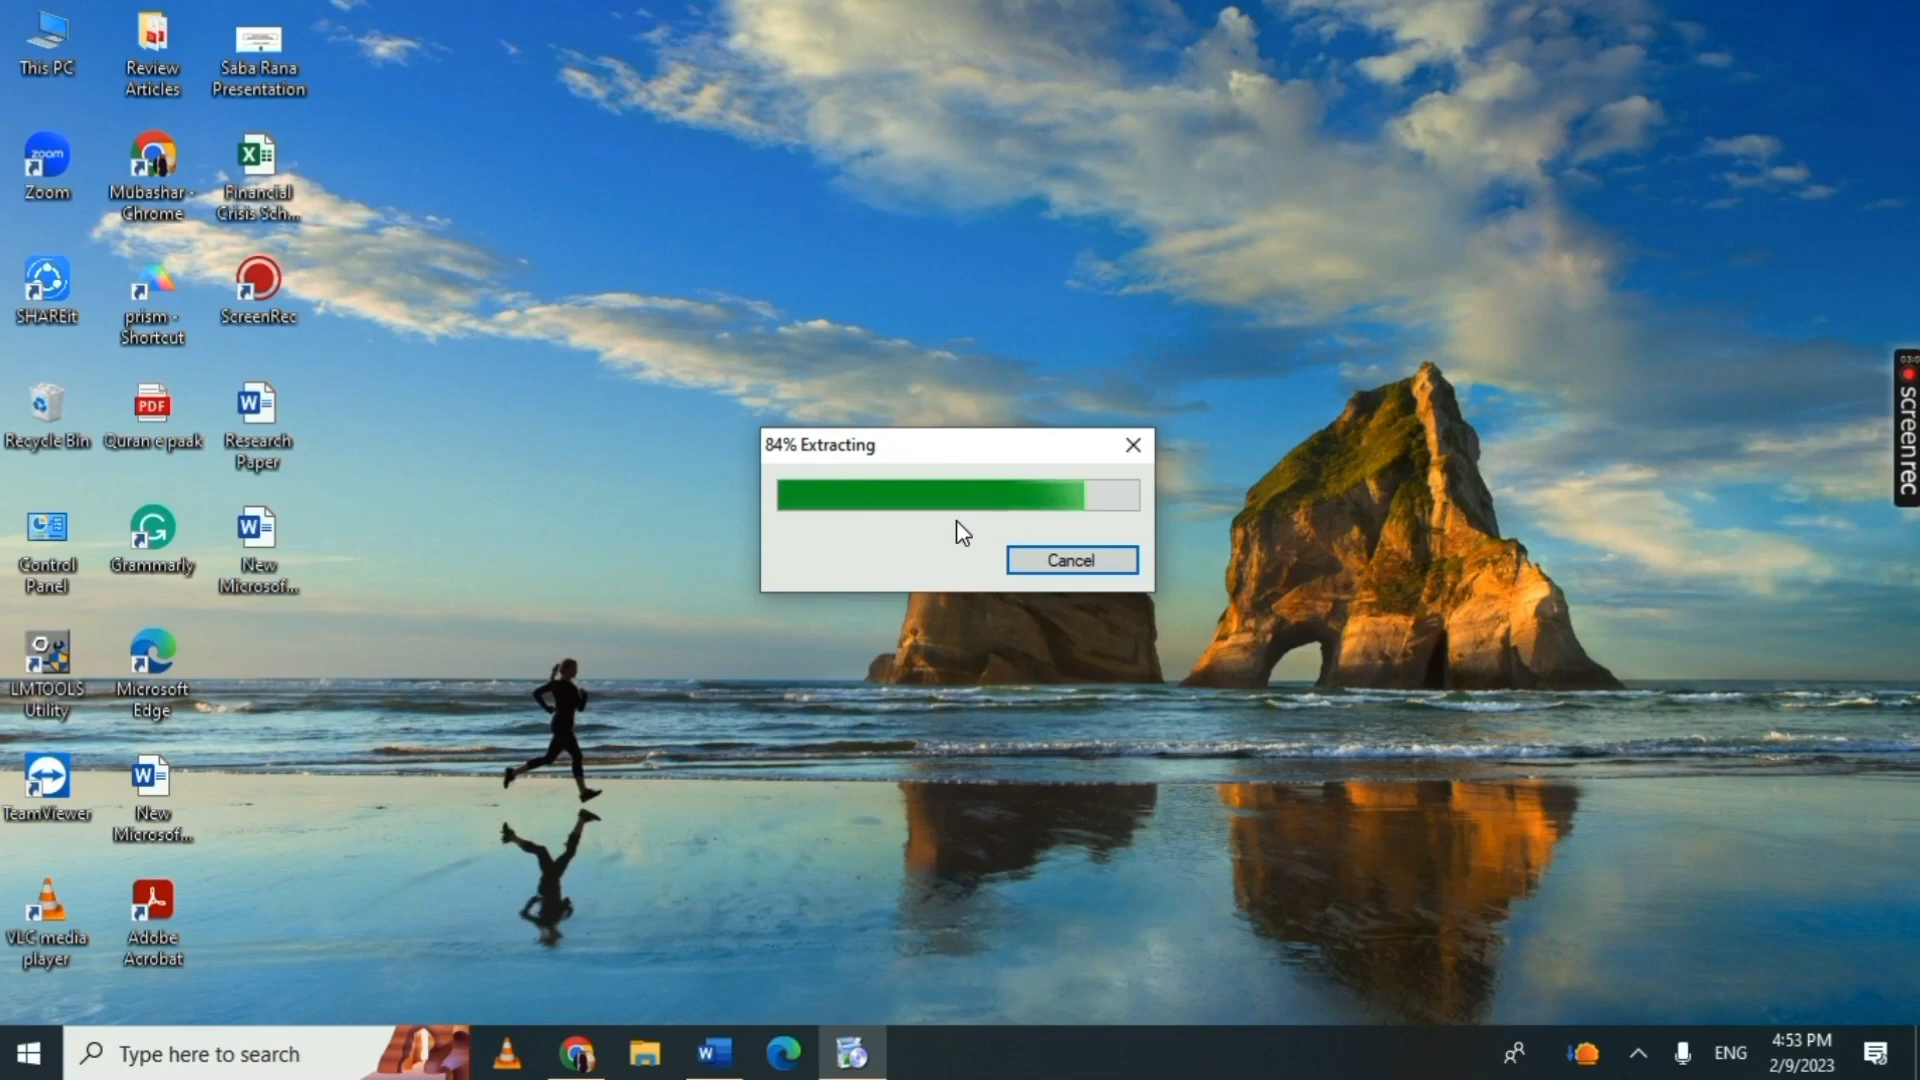 This PC
Review
Articles
Saba Rana
Presentation
zoom
Zoom
Mubashar -
Chrome
Financial
Crisis Sch...
SHAREit
prism -
Shortcut
ScreenRec
Recycle Bin
PDF
Quran e paak
Research
Paper
Control
Panel
Grammarly
New
Microsof...
LMTOOLS
Utility
Microsoft
Edge
TeamViewer
New
Microsof...
VLC media
player
Adobe
Acrobat
84% Extracting
Cancel
screenrec
Type here to search
ENG
4:53 PM
2/9/2023